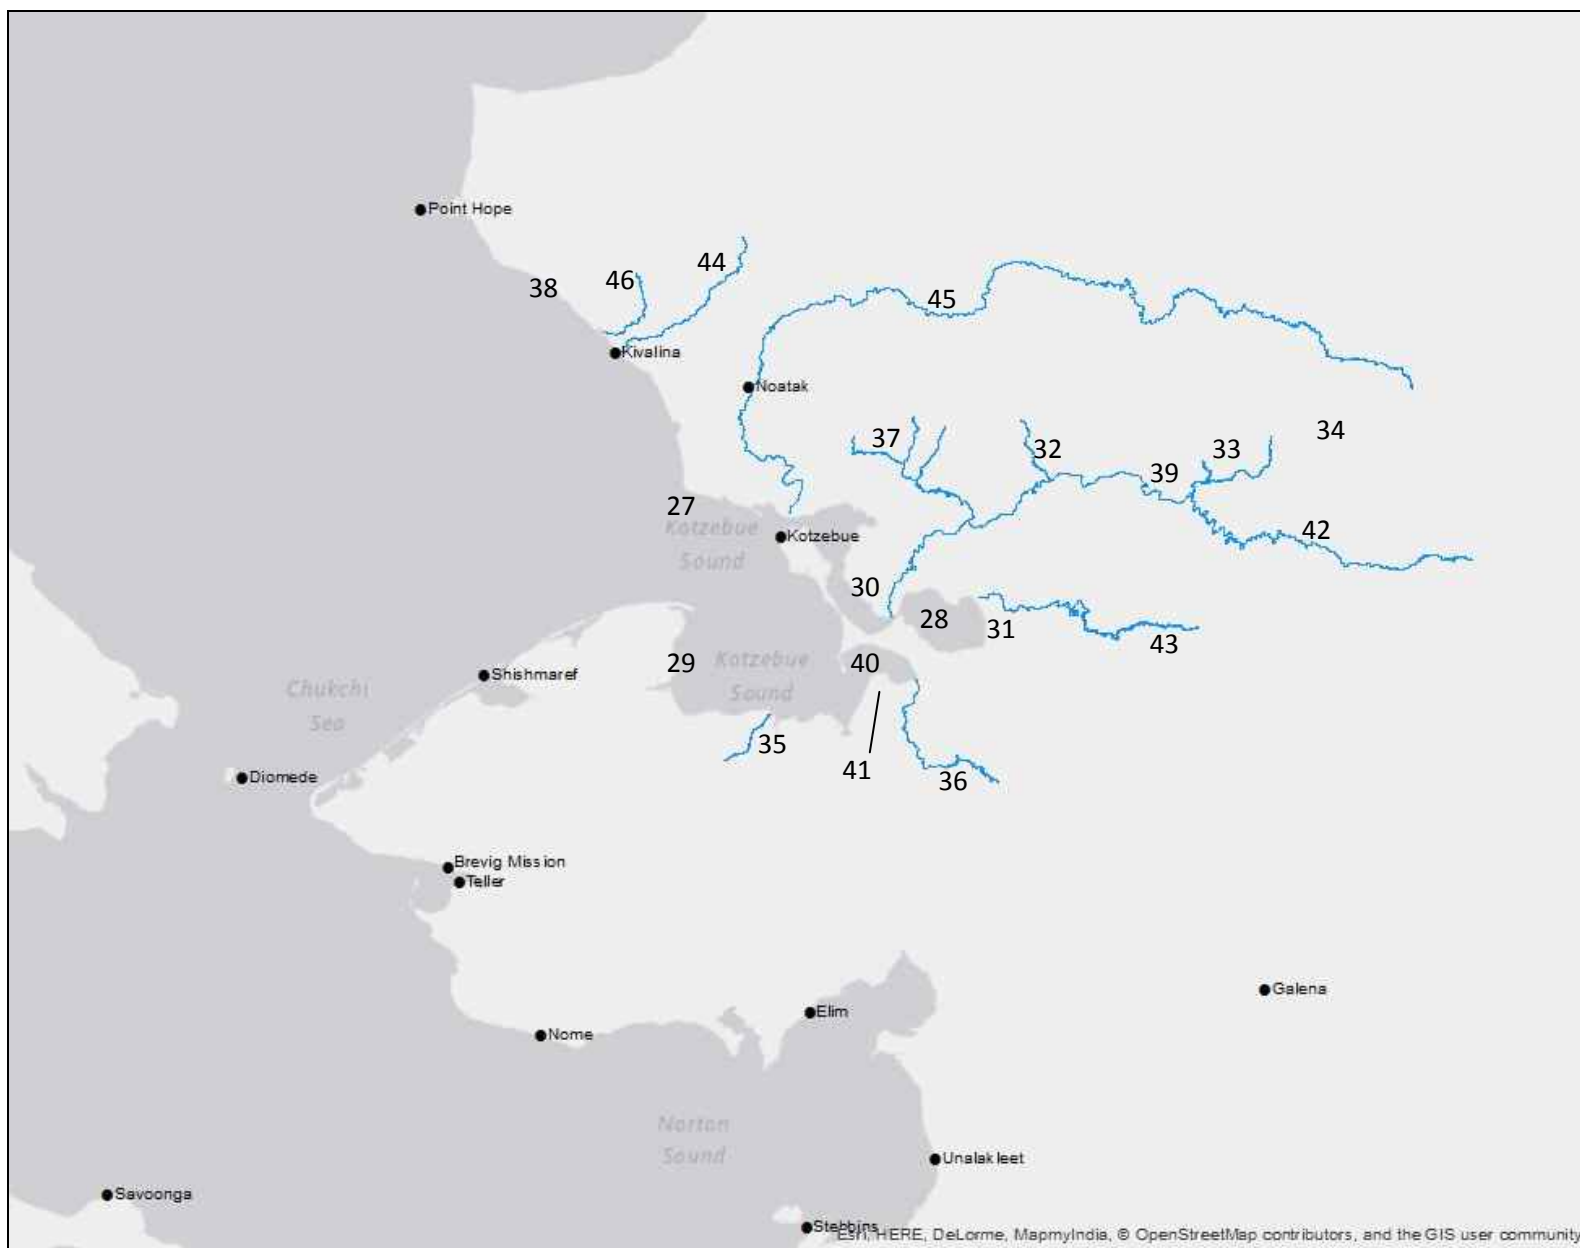 Point Hope
44
46
38
45
Kivalina
Noatak
34
37
32
33
39
27
Kotzebue
Sound
Kotzebue
42
30
28
31
43
29
Kotzebue
Sound
40
Shishmaref
Chukchi
Sea
35
41
36
Diomede
Brevig Mission
Teller
Galena
Elim
Nome
Norton
Sound
Unalakleet
Savoonga
Stebbins
Esri, HERE, DeLorme, MapmyIndia, © OpenStreetMap contributors, and the GIS user community